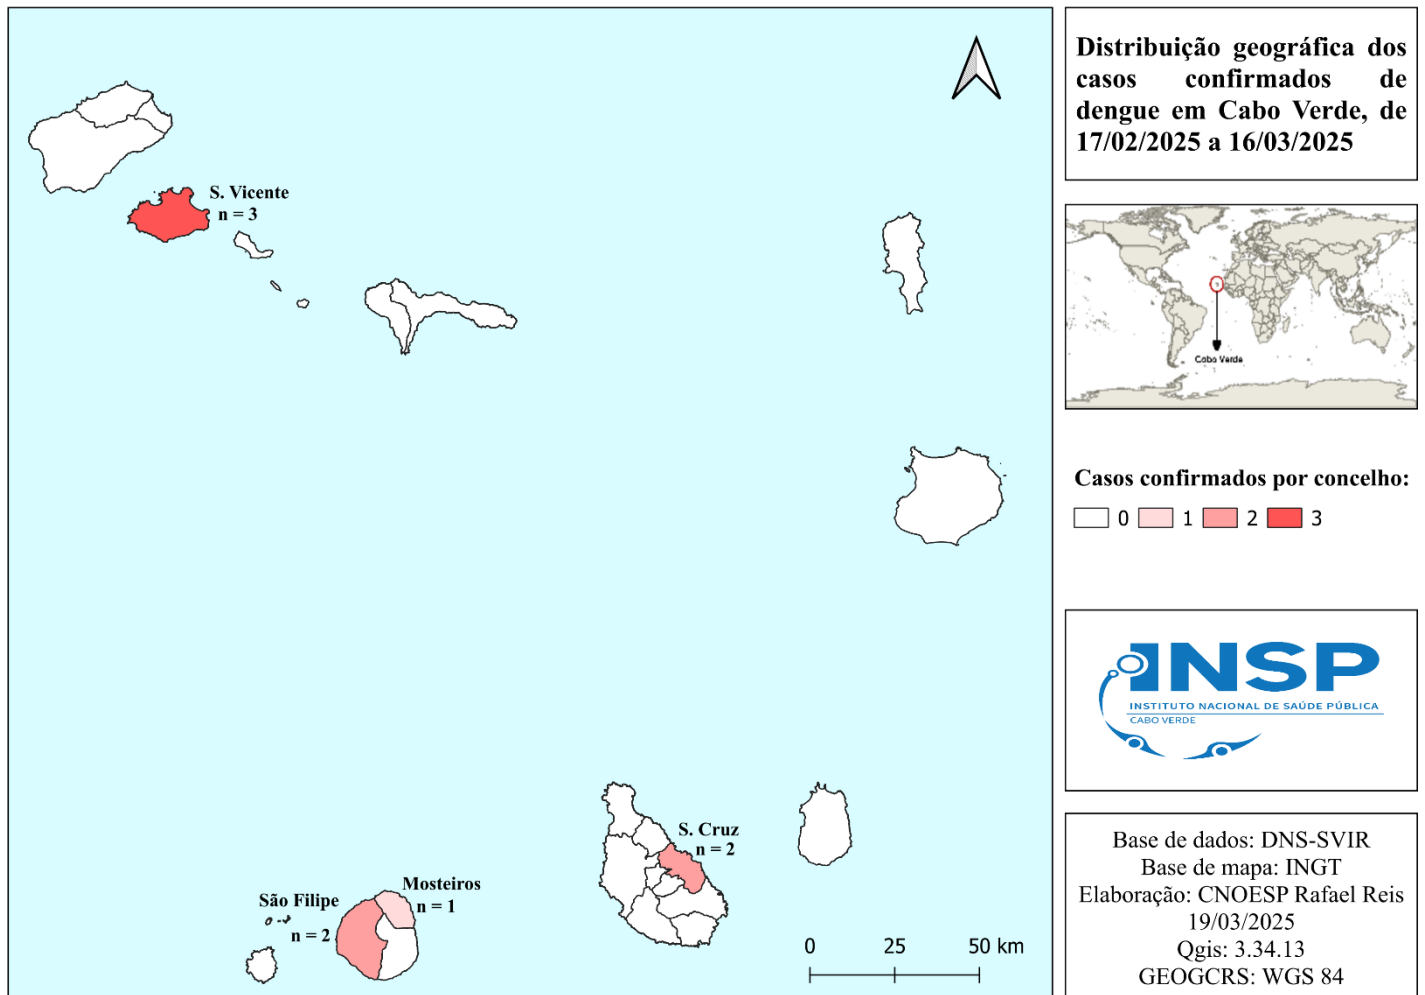 Distribuição geográfica dos
casos confirmados de
dengue em Cabo Verde, de
17/02/2025 a 16/03/2025
S. Vicente
n = 3
Cabo Verde
Casos confirmados por concelho:
0 1 2 3
INSP
INSTITUTO NACIONAL DE SAÚDE PÚBLICA
CABO VERDE
S. Cruz
n = 2
Mosteiros
n = 1
São Filipe
n = 2
0 25 50 km
Base de dados: DNS-SVIR
Base de mapa: INGT
Elaboração: CNOESP Rafael Reis
19/03/2025
Qgis: 3.34.13
GEOGCRS: WGS 84